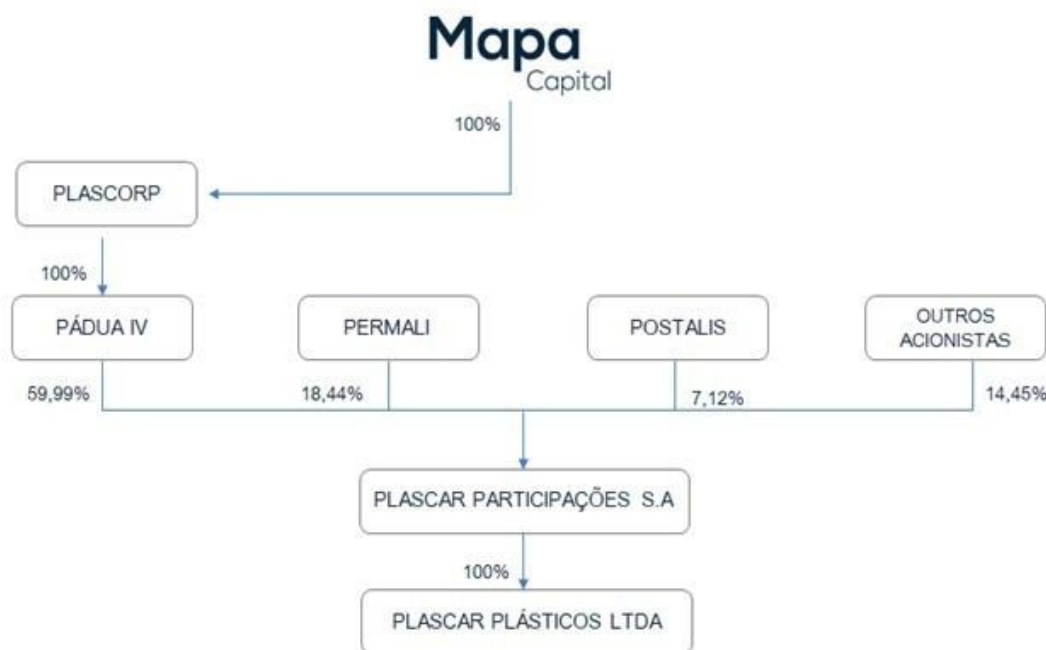 Mapa
Capital
100%
PLASCORP
100%
PÁDUA IV
PERMALI
POSTALIS
OUTROS
ACIONISTAS
59,99%
18,44%
7,12%
14,45%
PLASCAR PARTICIPAÇÕES S.A
100%
PLASCAR PLÁSTICOS LTDA